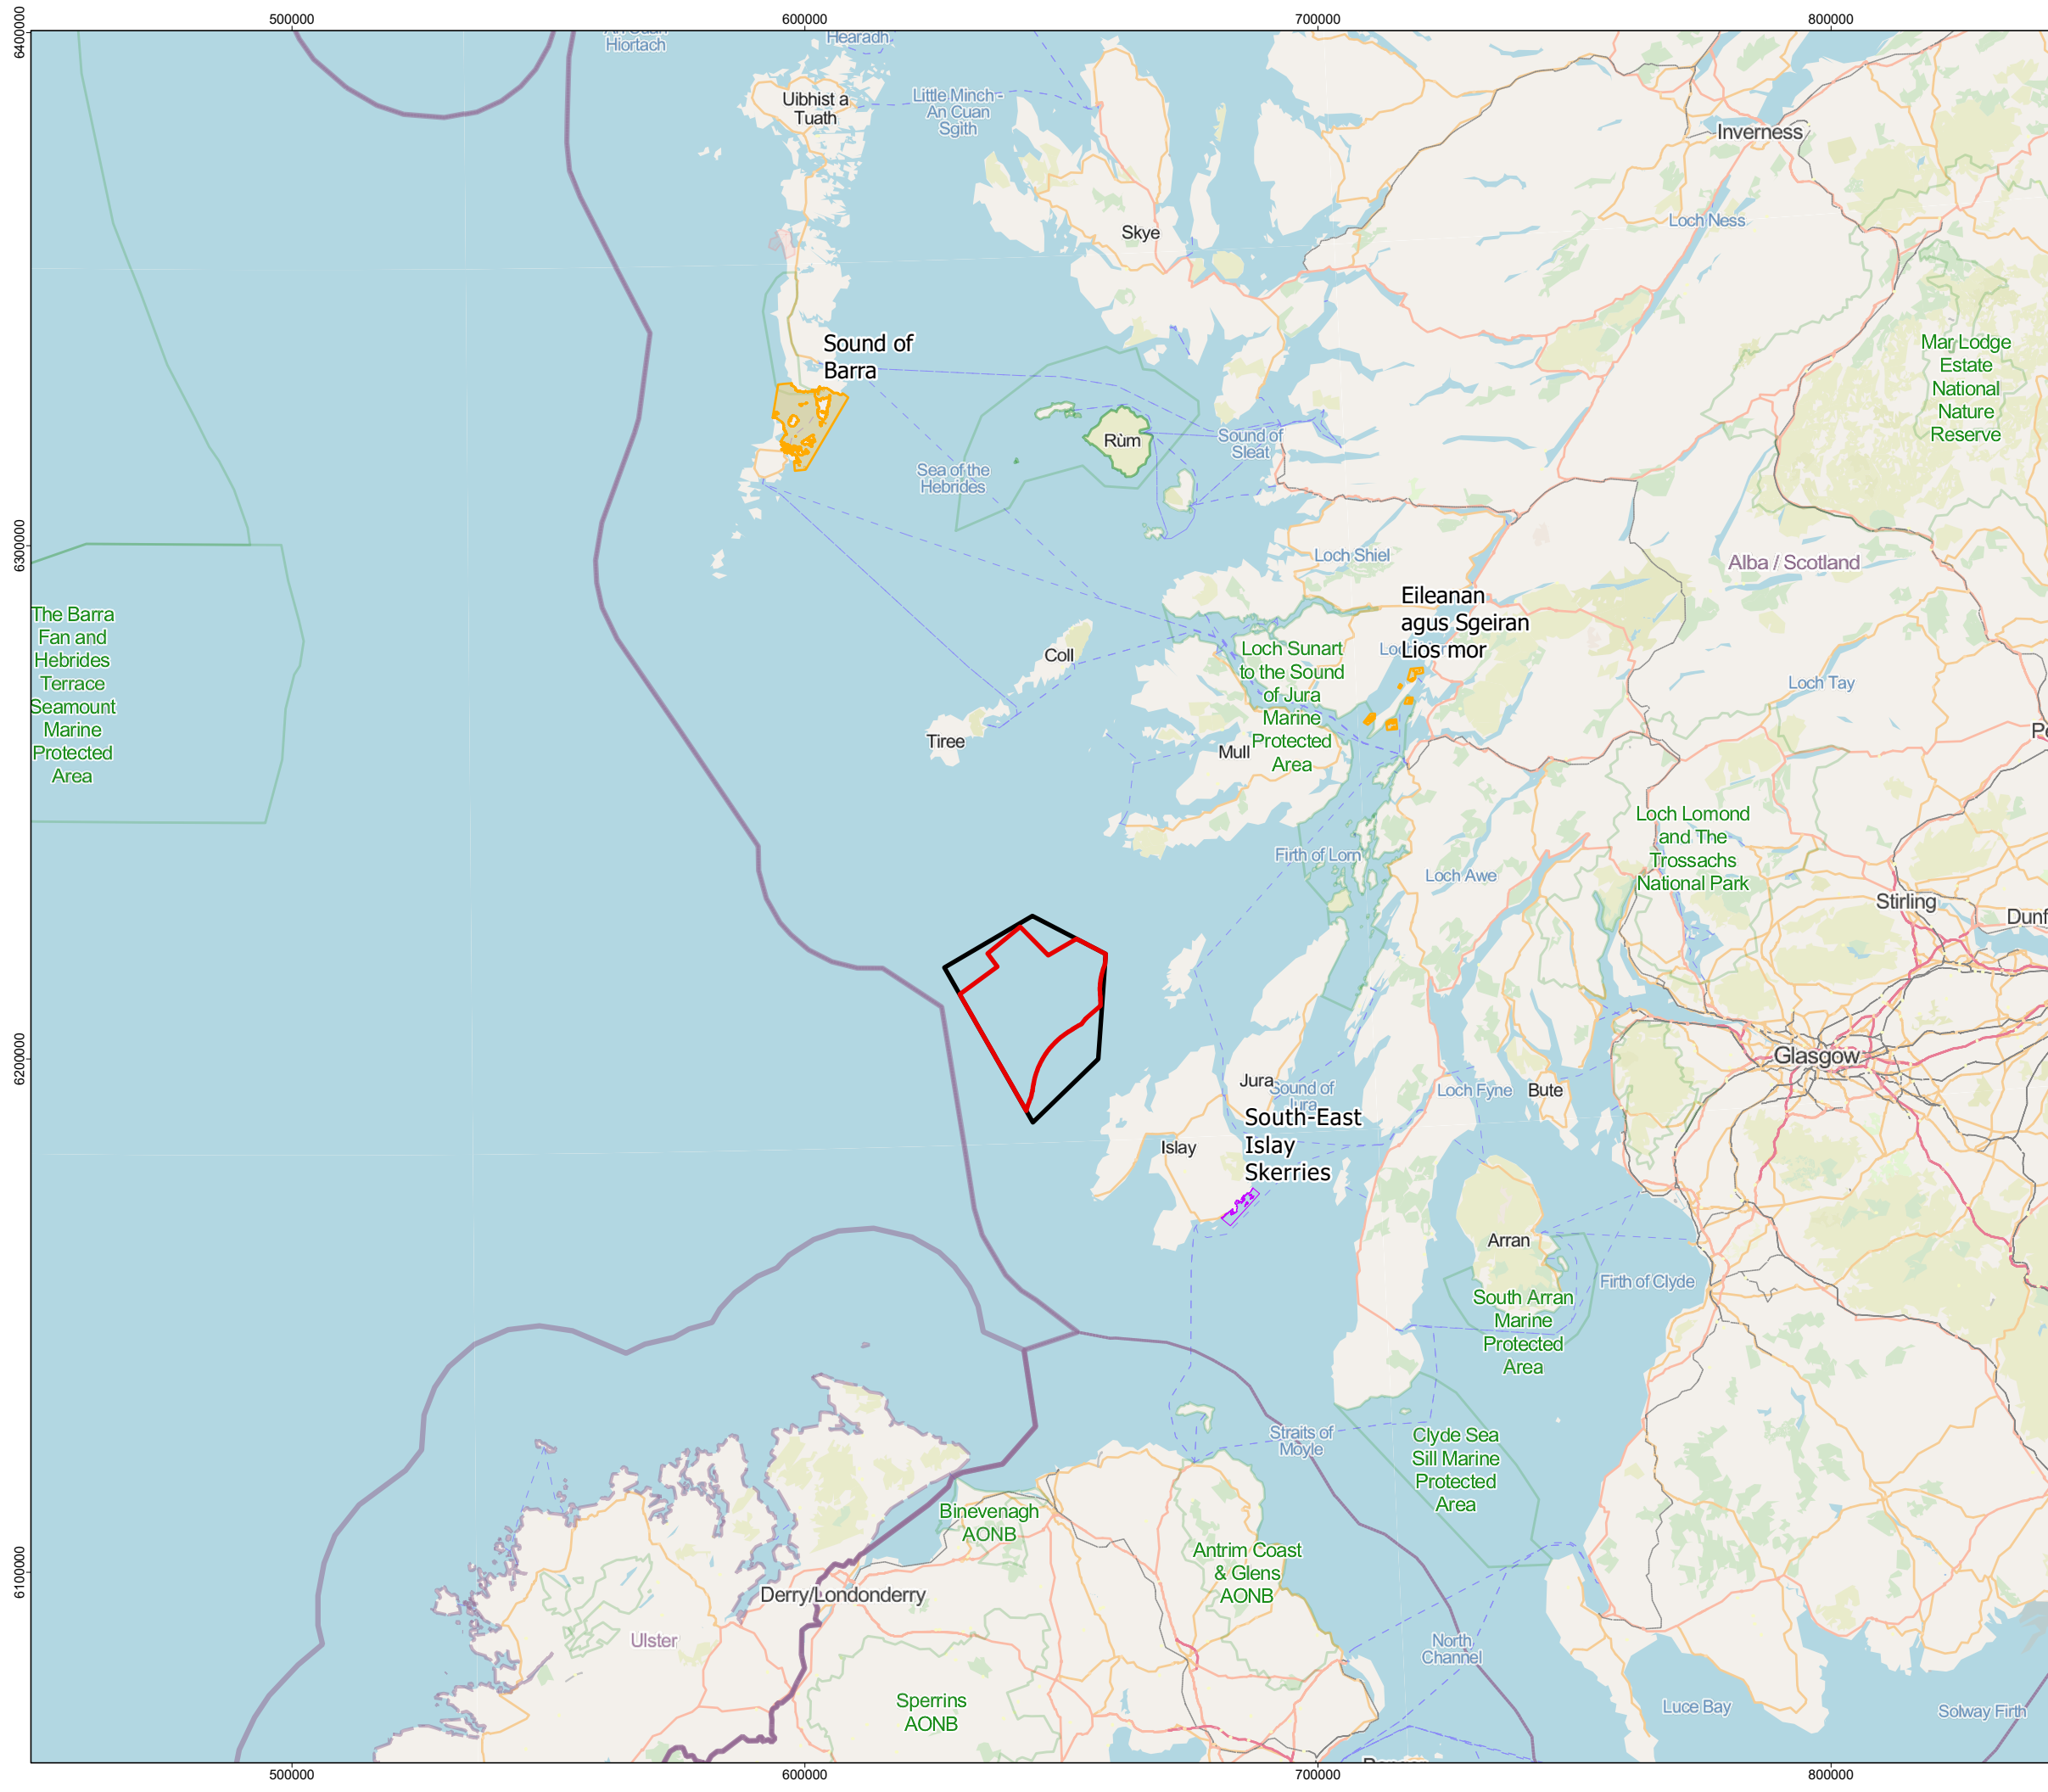 500000
600000
700000
800000
6400000
Hiortach
Hearadh
Uibhist a
Tuath
Little Minch -
An Cuan
Sgith
Inverness
Loch Ness
Skye
Sound of
Barra
Mar Lodge
Estate
National
Nature
Reserve
Rùm
Sound of
Sleat
Sea of the
Hebrides
6300000
Loch Shiel
Alba / Scotland
The Barra
Fan and
Hebrides
Terrace
Seamount
Marine
Protected
Area
Eileanan
agus Sgeiran
Lios mor
Coll
Loch Sunart
to the Sound
of Jura
Marine
Protected
Area
Loch Tay
Tiree
Mull
Loch Lomond
and The
Trossachs
National Park
Firth of Lorn
Loch Awe
Stirling
Dunf
6200000
Glasgow
Jura
Sound of
Jura
Loch Fyne
Bute
South-East
Islay
Skerries
Islay
Arran
Firth of Clyde
South Arran
Marine
Protected
Area
Straits of
Moyle
Clyde Sea
Sill Marine
Protected
Area
Binevenagh
AONB
Antrim Coast
& Glens
AONB
6100000
Derry/Londonderry
Ulster
North
Channel
Sperrins
AONB
Luce Bay
Solway Firth
500000
600000
700000
800000